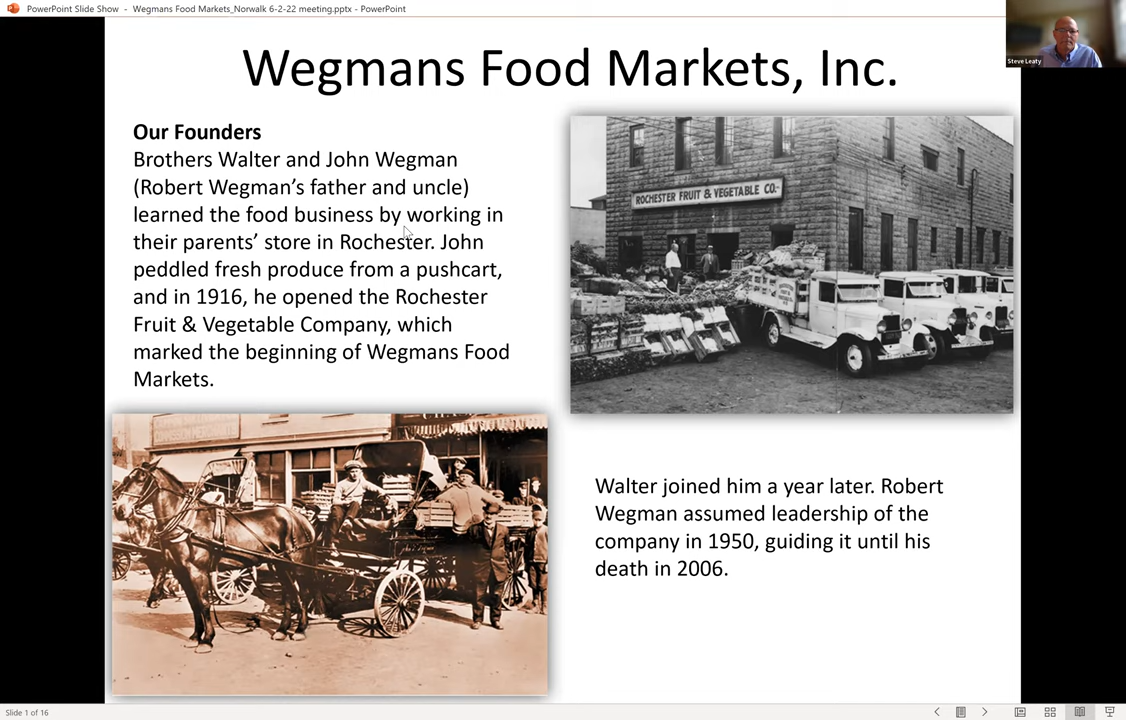 PowerPoint Slide Show - Wegmans Food Markets_Norwalk 6-2-22 meeting.pptx - PowerPoint
Steve Leaty
Wegmans Food Markets, Inc.
Our Founders
Brothers Walter and John Wegman
(Robert Wegman’s father and uncle)
learned the food business by working in
their parents’ store in Rochester. John
peddled fresh produce from a pushcart,
and in 1916, he opened the Rochester
Fruit & Vegetable Company, which
marked the beginning of Wegmans Food
Markets.
ROCHESTER FRUIT & VEGETABLE CO.
Walter joined him a year later. Robert
Wegman assumed leadership of the
company in 1950, guiding it until his
death in 2006.
Slide 1 of 16